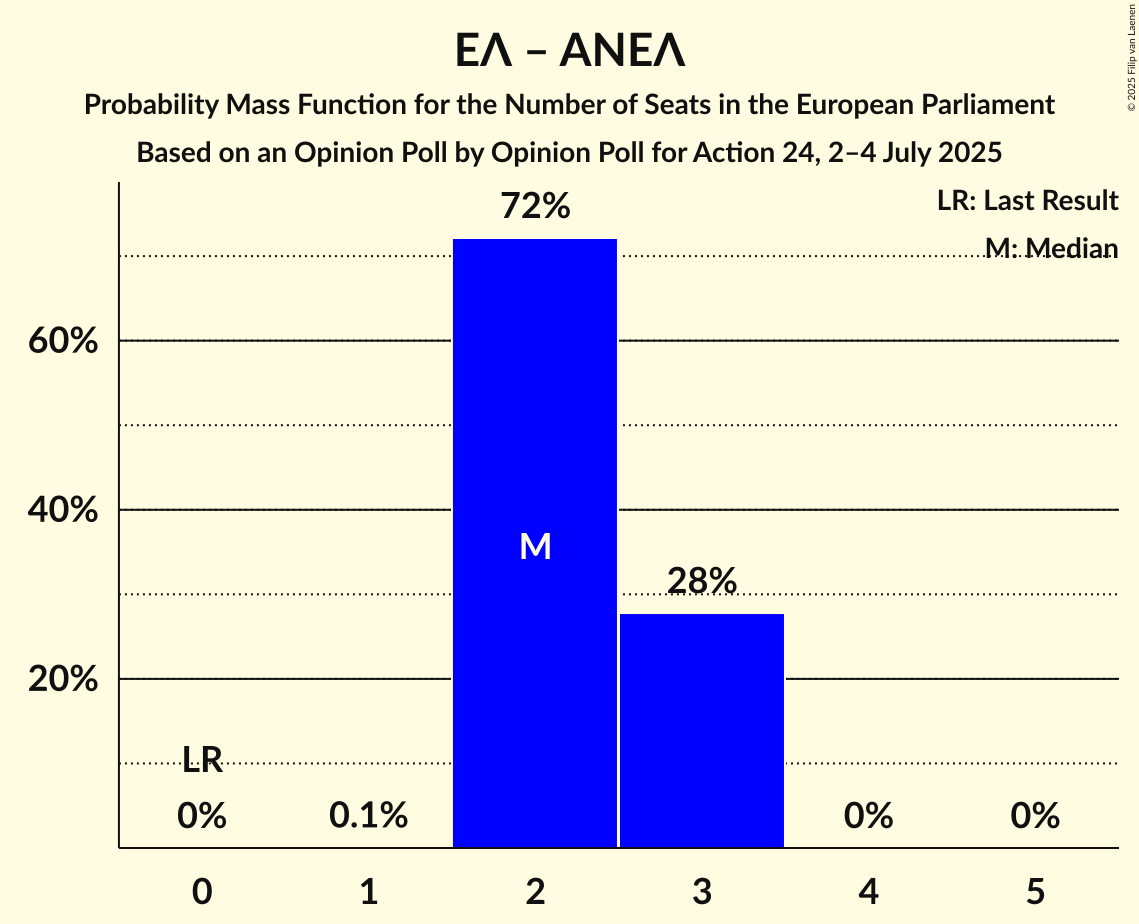 ΕΛ – ΑΝΕΛ
Probability Mass Function for the Number of Seats in the European Parliament
Based on an Opinion Poll by Opinion Poll for Action 24, 2–4 July 2025
© 2025 Filip van Laenen
LR: Last Result
M: Median
72%
60%
40%
M
28%
20%
LR
0%
0.1%
0%
0%
0 1 2 3 4 5